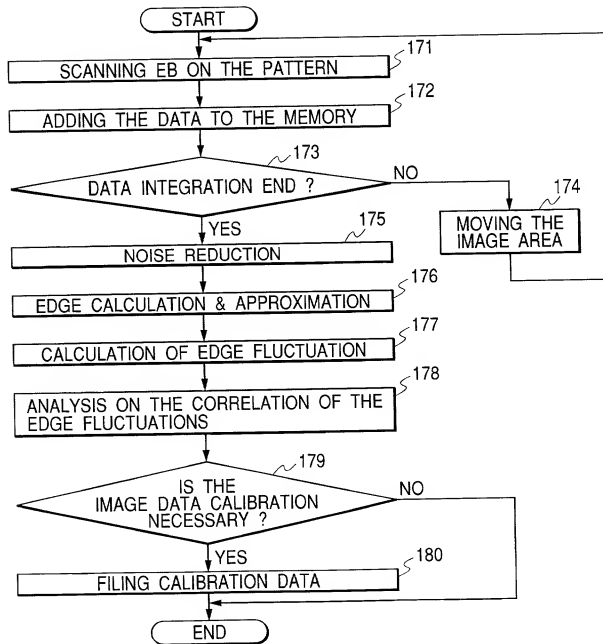 START
SCANNING EB ON THE PATTERN
171
ADDING THE DATA TO THE MEMORY
172
DATA INTEGRATION END ?
173
NO
174
MOVING THE
IMAGE AREA
YES
175
NOISE REDUCTION
EDGE CALCULATION & APPROXIMATION
176
CALCULATION OF EDGE FLUCTUATION
177
178
ANALYSIS ON THE CORRELATION OF THE
EDGE FLUCTUATIONS
179
IS THE
IMAGE DATA CALIBRATION
NECESSARY ?
NO
YES
FILING CALIBRATION DATA
180
END